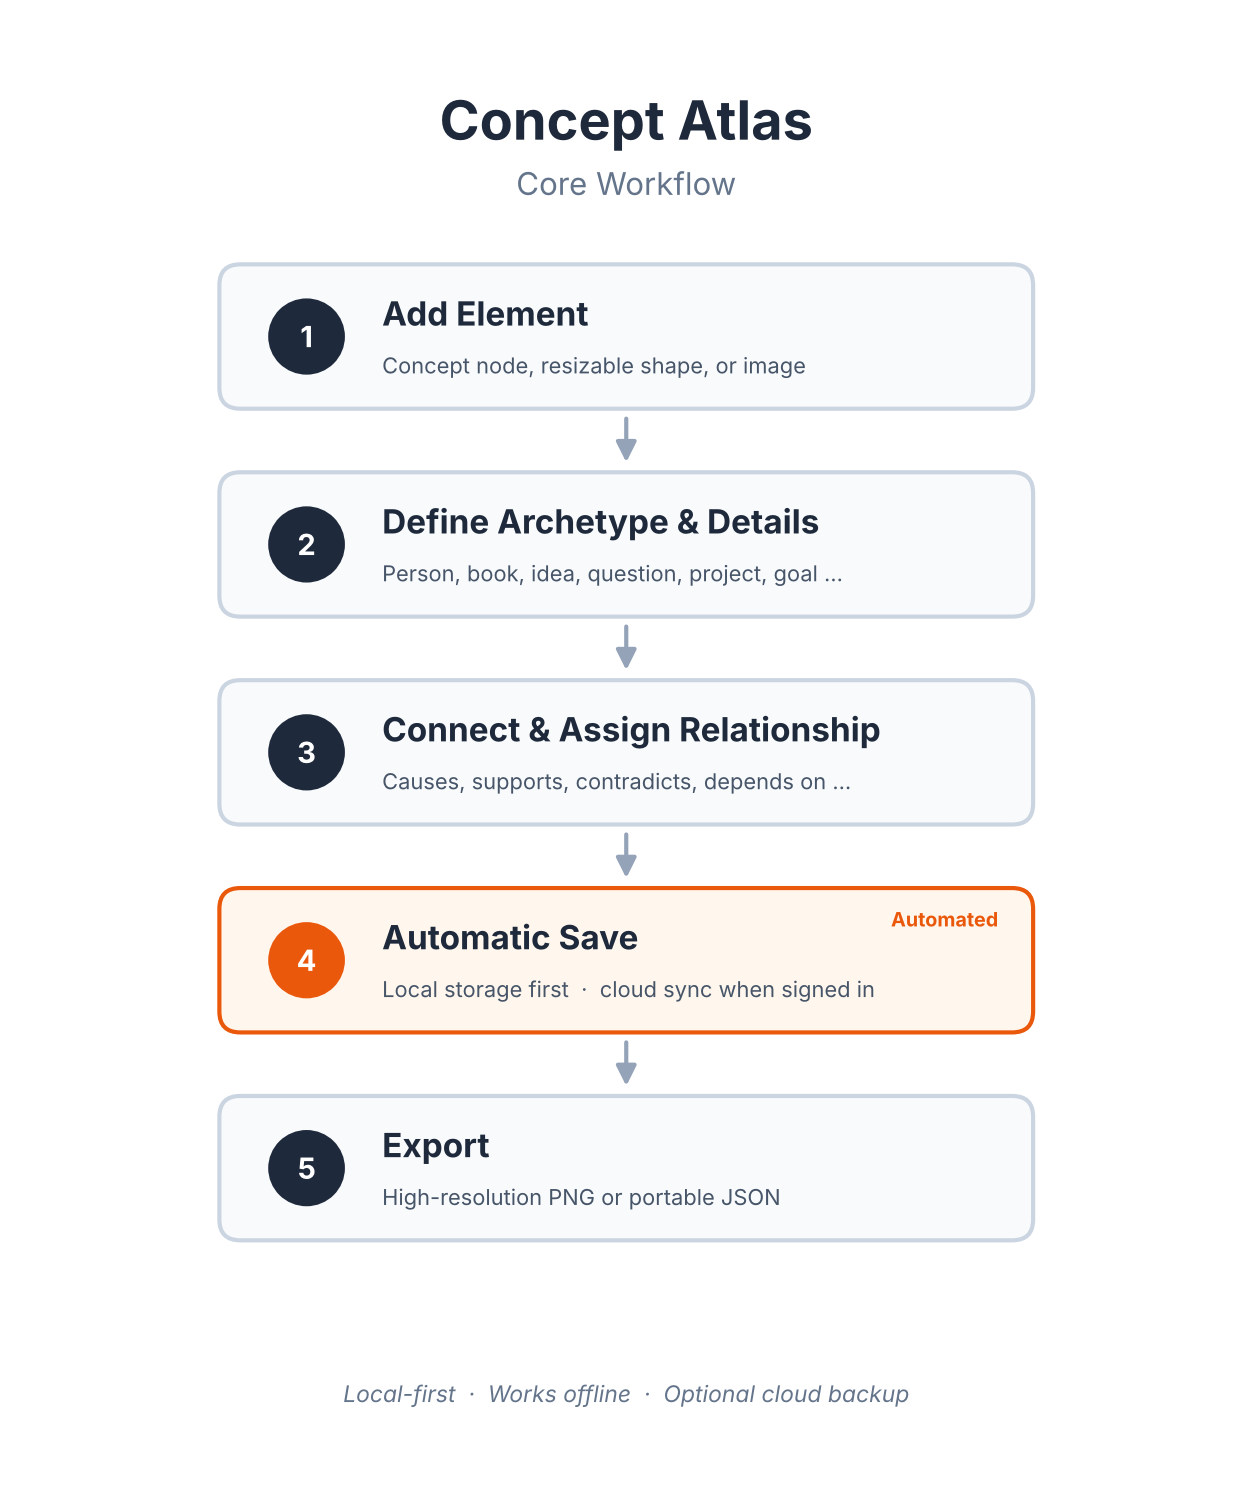 Concept Atlas
Core Workflow
1
Add Element
Concept node, resizable shape, or image
2
Define Archetype & Details
Person, book, idea, question, project, goal ...
3
Connect & Assign Relationship
Causes, supports, contradicts, depends on ...
4
Automatic Save
Automated
Local storage first · cloud sync when signed in
5
Export
High-resolution PNG or portable JSON
Local-first · Works offline · Optional cloud backup